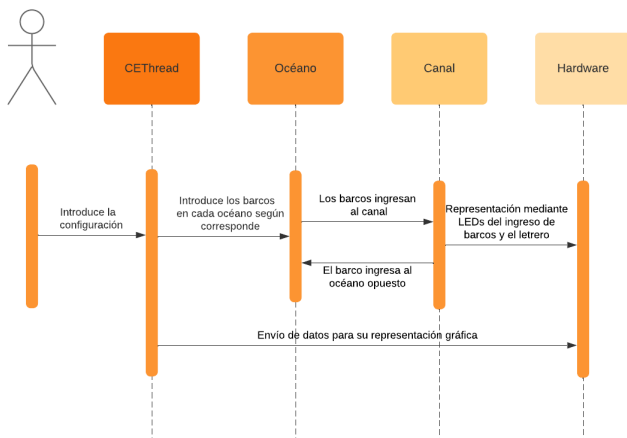 CEThread
Océano
Canal
Hardware
Introduce la
configuración
Introduce los barcos
en cada océano según
corresponde
Los barcos ingresan
al canal
Representación mediante
LEDs del ingreso de
barcos y el letrero
El barco ingresa al
océano opuesto
Envío de datos para su representación gráfica